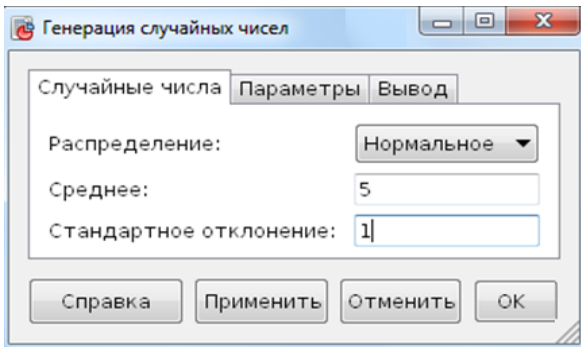 Генерация случайных чисел
Случайные числа Параметры Вывод
Распределение: Нормальное
Среднее: 5
Стандартное отклонение: 1
Справка Применить Отменить OK